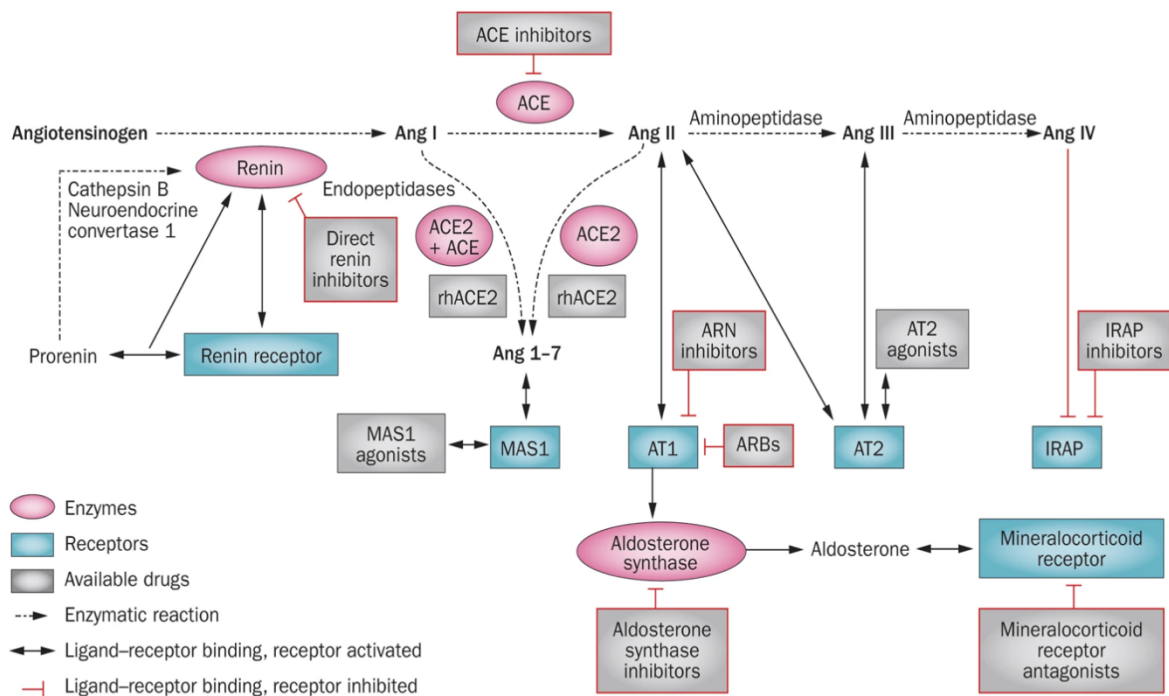 ACE inhibitors
ACE
Angiotensinogen
Ang I
Ang II
Aminopeptidase
Ang III
Aminopeptidase
Ang IV
Renin
Cathepsin B
Neuroendocrine
convertase 1
Endopeptidases
Direct
renin
inhibitors
ACE2
+ ACE
ACE2
rhACE2
rhACE2
Prorenin
Renin receptor
Ang 1–7
ARN
inhibitors
AT2
agonists
IRAP
inhibitors
MAS1
agonists
MAS1
AT1
ARBs
AT2
IRAP
Enzymes
Receptors
Available drugs
Enzymatic reaction
Ligand–receptor binding, receptor activated
Ligand–receptor binding, receptor inhibited
Aldosterone
synthase
Aldosterone
Mineralocorticoid
receptor
Aldosterone
synthase
inhibitors
Mineralocorticoid
receptor
antagonists